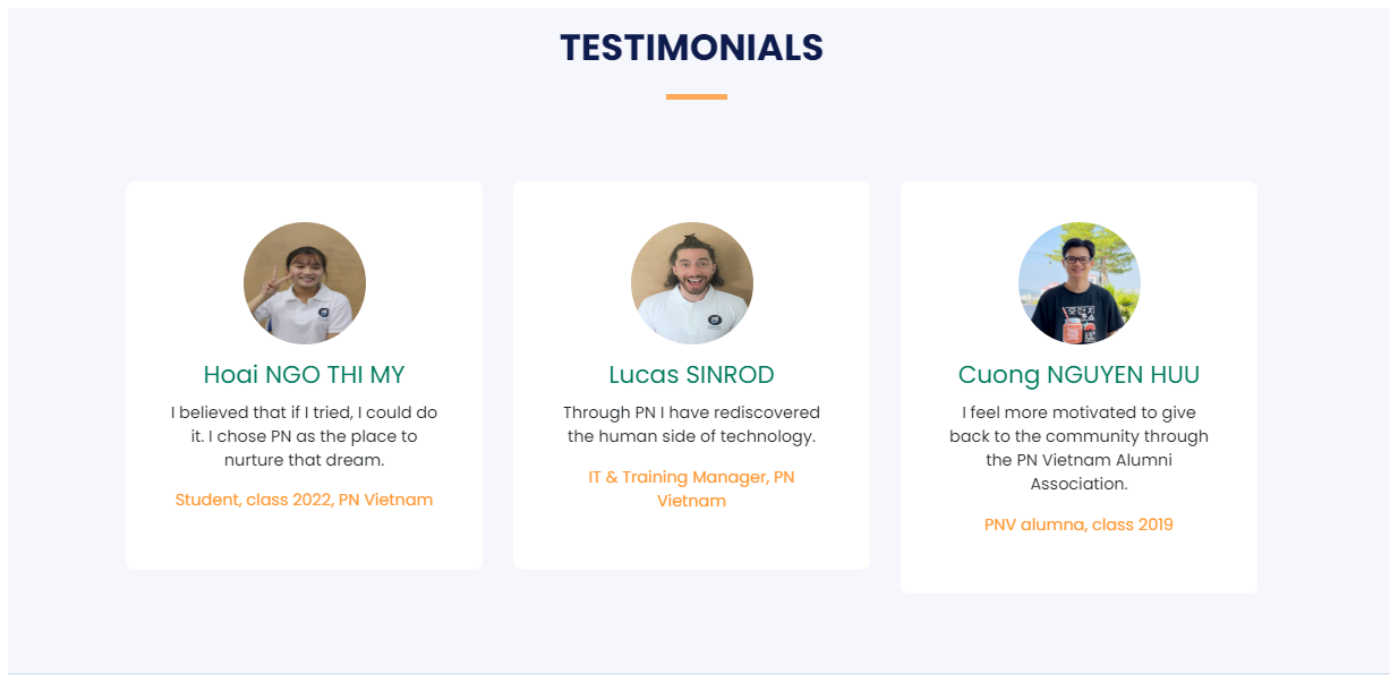 TESTIMONIALS
Hoai NGO THI MY
I believed that if I tried, I could do
it. I chose PN as the place to
nurture that dream.
Student, class 2022, PN Vietnam
Lucas SINROD
Through PN I have rediscovered
the human side of technology.
IT & Training Manager, PN
Vietnam
Cuong NGUYEN HUU
I feel more motivated to give
back to the community through
the PN Vietnam Alumni
Association.
PNV alumna, class 2019